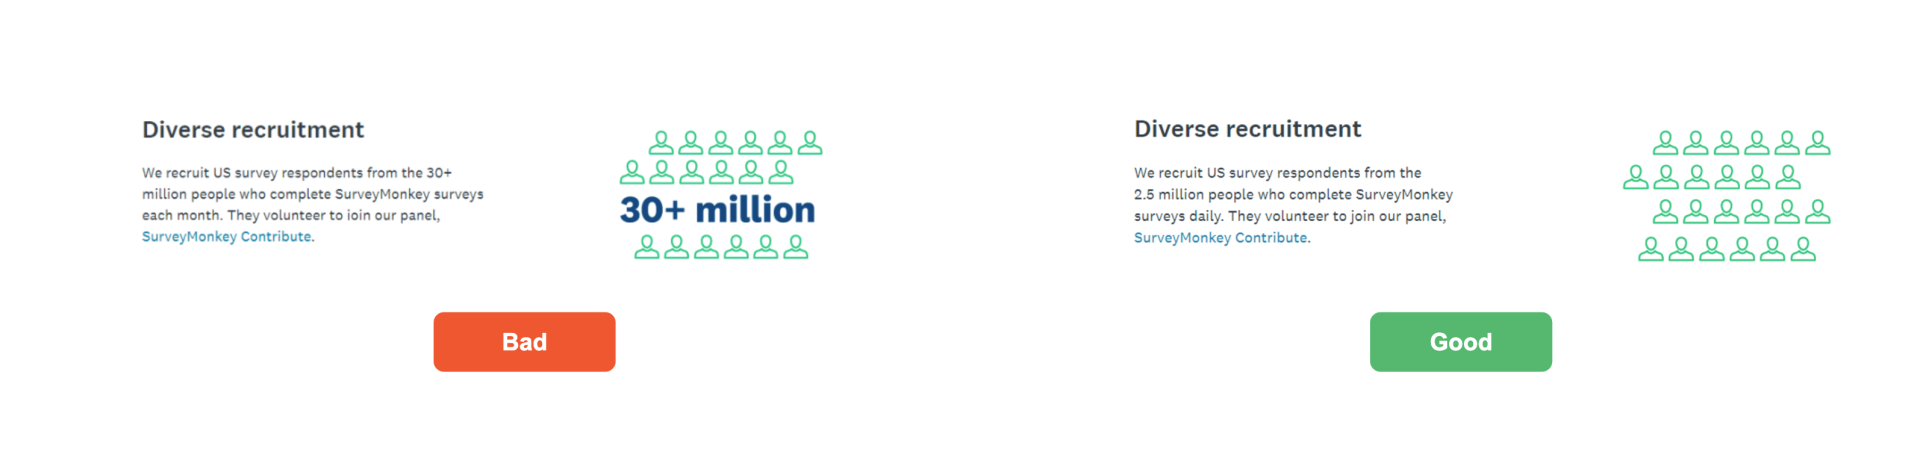 Diverse recruitment
We recruit US survey respondents from the 30+
million people who complete SurveyMonkey surveys
each month. They volunteer to ioin our panel,
SurveyMonkey Contribute.
30+ million
Bad
Diverse recruitment
We recruit US survey respondents from the
2.5 million people who complete SurveyMonkey
surveys daily. They volunteer to join our panel,
SurveyMonkey Contribute.
Good